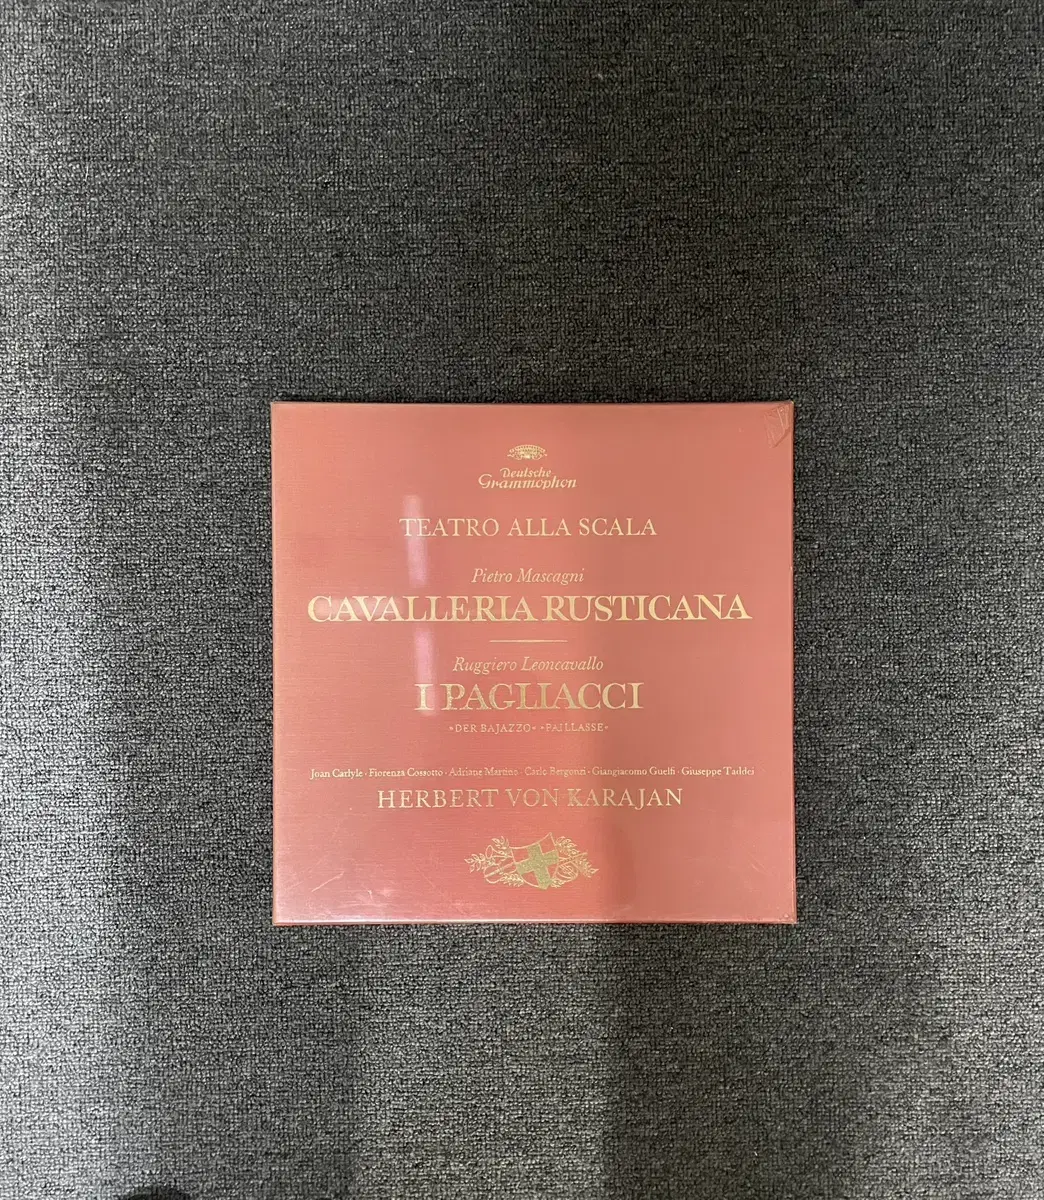 Deutsche
Grammophon
TEATRO ALLA SCALA
Pietro Mascagni
CAVALLERIA RUSTICANA
Ruggiero Leoncavallo
I PAGLIACCI
»DER BAJAZZO« »PAILLASSE«
Joan Carlyle · Fiorenza Cossotto · Adriane Martino · Carlo Bergonzi · Giangiacomo Guelfi · Giuseppe Taddei
HERBERT VON KARAJAN